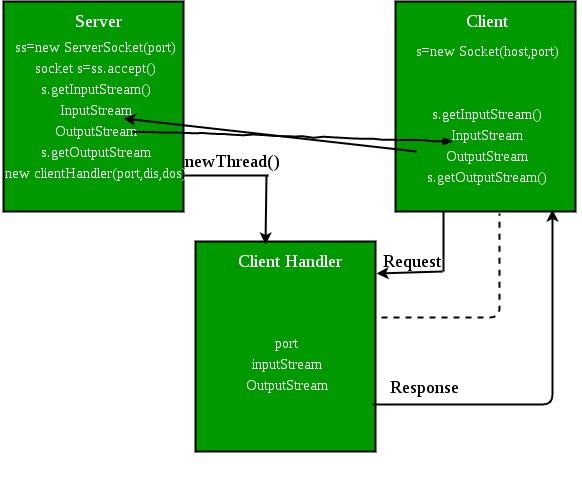 Server
ss=new ServerSocket(port)
socket s=ss.accept()
s.getInputStream()
InputStream
OutputStream
s.getOutputStream
new clientHandler(port,dis,dos)
Client
s=new Socket(host,port)
s.getInputStream()
InputStream
OutputStream
s.getOutputStream()
newThread()
Client Handler
port
inputStream
OutputStream
Request
Response